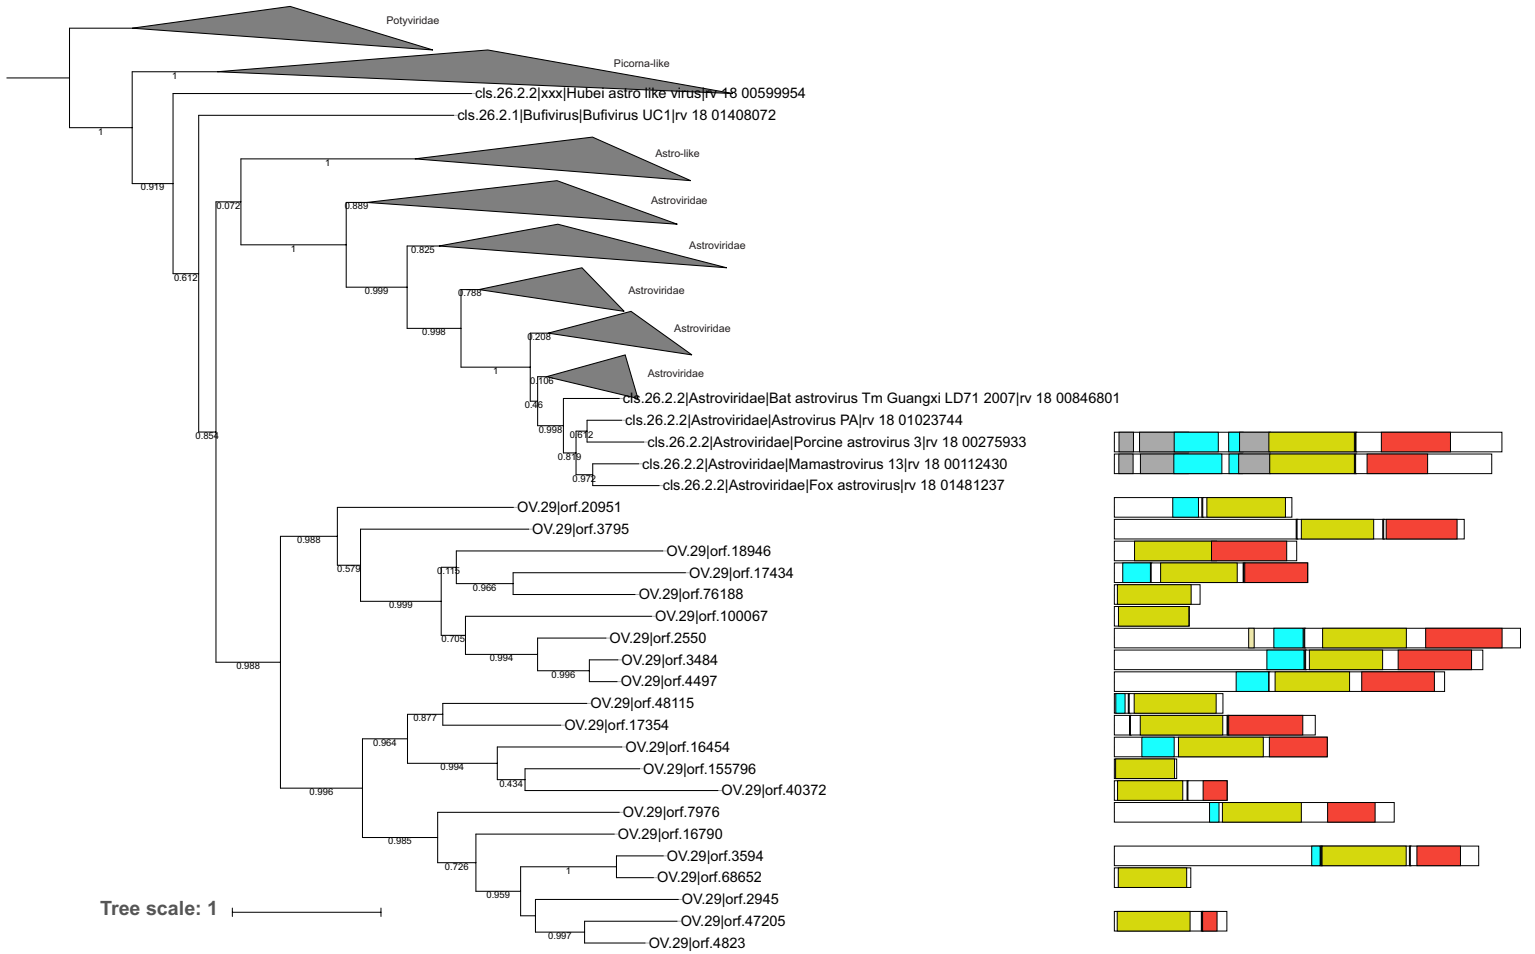 Potyviridae
Picorna-like
1
cls.26.2.2|xxx|Hubei astro like virus|rv 18 00599954
cls.26.2.1|Bufivirus|Bufivirus UC1|rv 18 01408072
1
Astro-like
1
0.919
Astroviridae
0.072
0.889
Astroviridae
1
0.825
0.612
Astroviridae
0.999
0.788
Astroviridae
0.998
0.208
Astroviridae
1
0.106
cls.26.2.2|Astroviridae|Bat astrovirus Tm Guangxi LD71 2007|rv 18 00846801
0.46
cls.26.2.2|Astroviridae|Astrovirus PA|rv 18 01023744
0.998
0.612
0.854
cls.26.2.2|Astroviridae|Porcine astrovirus 3|rv 18 00275933
0.819
cls.26.2.2|Astroviridae|Mamastrovirus 13|rv 18 00112430
0.972
cls.26.2.2|Astroviridae|Fox astrovirus|rv 18 01481237
OV.29|orf.20951
OV.29|orf.3795
0.988
OV.29|orf.18946
0.579
0.115
OV.29|orf.17434
0.966
OV.29|orf.76188
0.999
OV.29|orf.100067
OV.29|orf.2550
0.705
0.994
OV.29|orf.3484
0.988
0.996
OV.29|orf.4497
OV.29|orf.48115
0.877
OV.29|orf.17354
0.964
OV.29|orf.16454
0.994
OV.29|orf.155796
0.434
0.996
OV.29|orf.40372
OV.29|orf.7976
OV.29|orf.16790
0.985
OV.29|orf.3594
0.726
1
OV.29|orf.68652
0.959
OV.29|orf.2945
Tree scale: 1
OV.29|orf.47205
0.997
OV.29|orf.4823